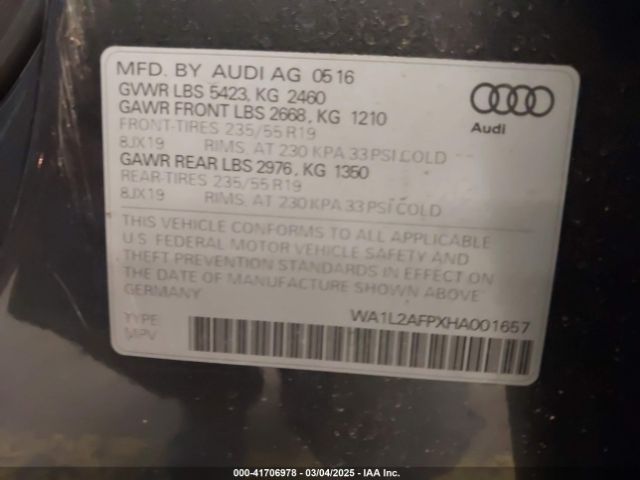 MFD. BY AUDI AG 05 16
GVWR LBS 5423, KG 2460
GAWR FRONT LBS 2668, KG 1210
FRONT-TIRES 235/55 R19
8JX19 RIMS, AT 230 KPA 33 PSI COLD
GAWR REAR LBS 2976, KG 1350
REAR-TIRES 235/55 R19
8JX19 RIMS, AT 230 KPA 33 PSI COLD
Audi
THIS VEHICLE CONFORMS TO ALL APPLICABLE
U.S. FEDERAL MOTOR VEHICLE SAFETY AND
THEFT PREVENTION STANDARDS IN EFFECT ON
THE DATE OF MANUFACTURE SHOWN ABOVE
GERMANY
WA1L2AFPXHA001657
TYPE:
MPV
000-41706978 - 03/04/2025 - IAA Inc.